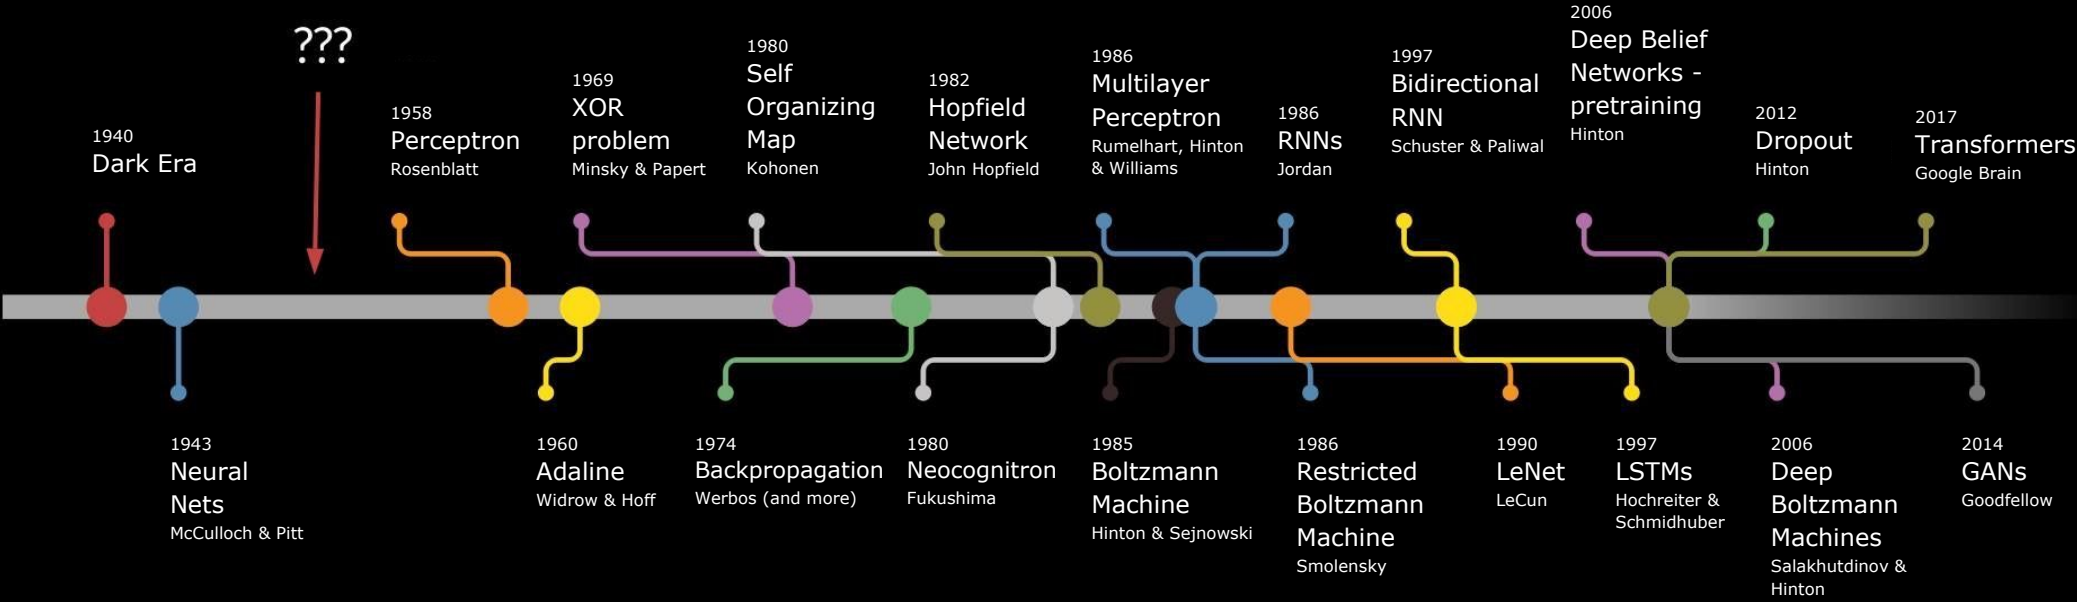 ???
1940
Dark Era
1943
Neural
Nets
McCulloch & Pitt
1958
Perceptron
Rosenblatt
1960
Adaline
Widrow & Hoff
1969
XOR
problem
Minsky & Papert
1974
Backpropagation
Werbos (and more)
1980
Self
Organizing
Map
Kohonen
1980
Neocognitron
Fukushima
1982
Hopfield
Network
John Hopfield
1985
Boltzmann
Machine
Hinton & Sejnowski
1986
Multilayer
Perceptron
Rumelhart, Hinton
& Williams
1986
RNNs
Jordan
1986
Restricted
Boltzmann
Machine
Smolensky
1990
LeNet
LeCun
1997
Bidirectional
RNN
Schuster & Paliwal
1997
LSTMs
Hochreiter &
Schmidhuber
2006
Deep Belief
Networks -
pretraining
Hinton
2006
Deep
Boltzmann
Machines
Salakhutdinov &
Hinton
2012
Dropout
Hinton
2014
GANs
Goodfellow
2017
Transformers
Google Brain